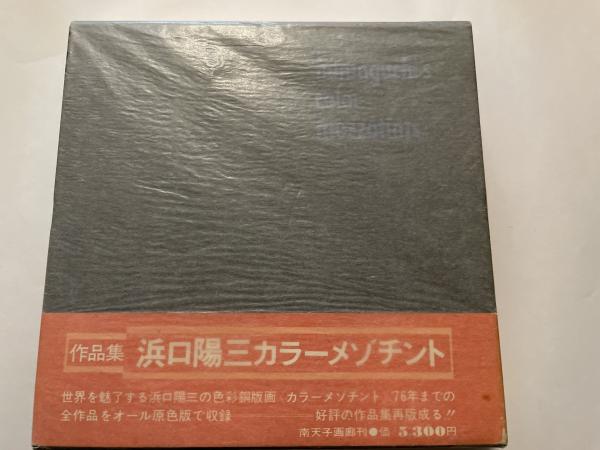 hamaguchi's
color
mezzotints
作品集 浜口陽三カラーメゾチント
世界を魅了する浜口陽三の色彩銅版画〈カラーメゾチント〉'76年までの
全作品をオール原色版で収録────好評の作品集再版成る!!
南天子画廊刊●価 5,300円